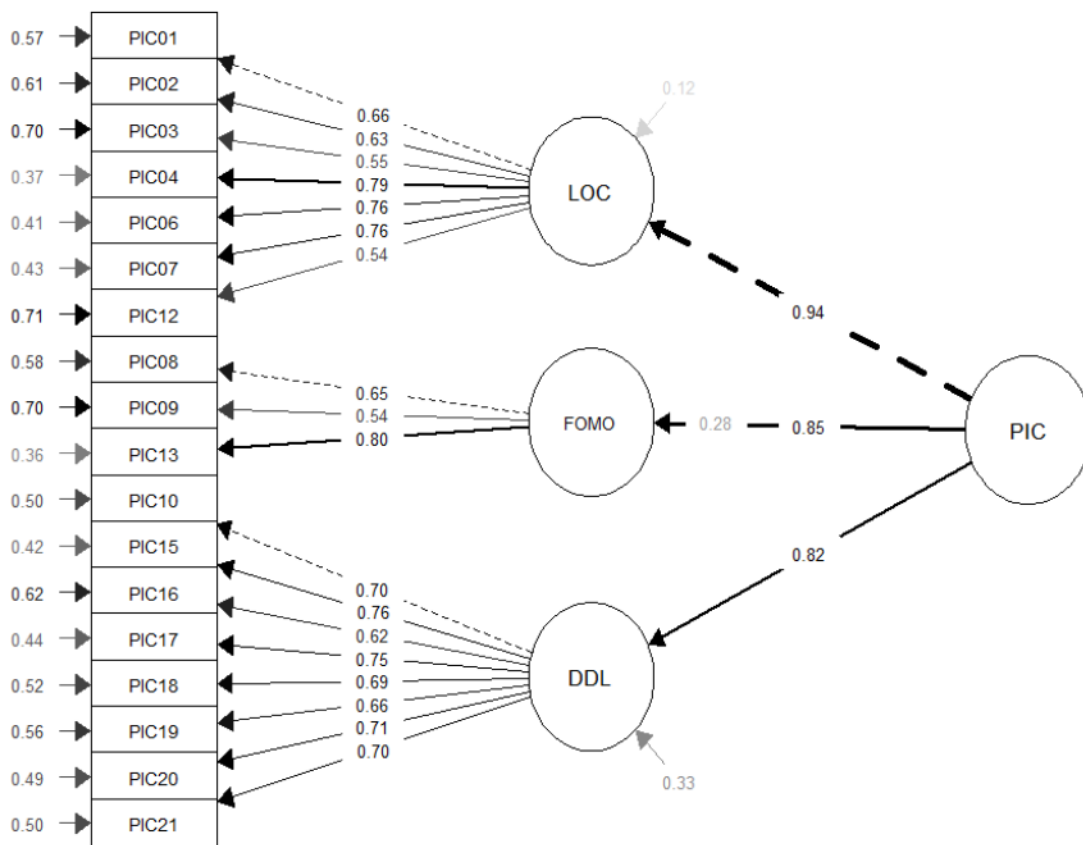 0.57 PIC01
0.61 PIC02
0.70 PIC03
0.37 PIC04
0.41 PIC06
0.43 PIC07
0.71 PIC12
0.58 PIC08
0.70 PIC09
0.36 PIC13
0.50 PIC10
0.42 PIC15
0.62 PIC16
0.44 PIC17
0.52 PIC18
0.56 PIC19
0.49 PIC20
0.50 PIC21
0.66
0.63
0.55
0.79
0.76
0.76
0.54
0.65
0.54
0.80
0.70
0.76
0.62
0.75
0.69
0.66
0.71
0.70
0.12
LOC
FOMO
DDL
0.33
0.94
0.28 0.85
0.82
PIC